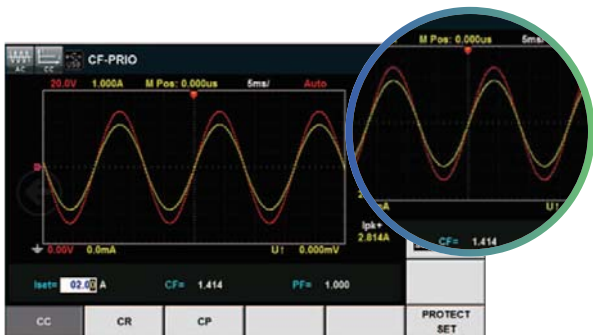 AC
CC
USB
CF-PRIO
20.0V 1.000A M Pos: 0.000us 5ms/ Auto
0.00V 0.0mA U↑ 0.000mV
Ipk+
2.814A
Iset= 02.00 A CF= 1.414 PF= 1.000
CC CR CP PROTECT
SET
M Pos: 0.000us
CF= 1.414